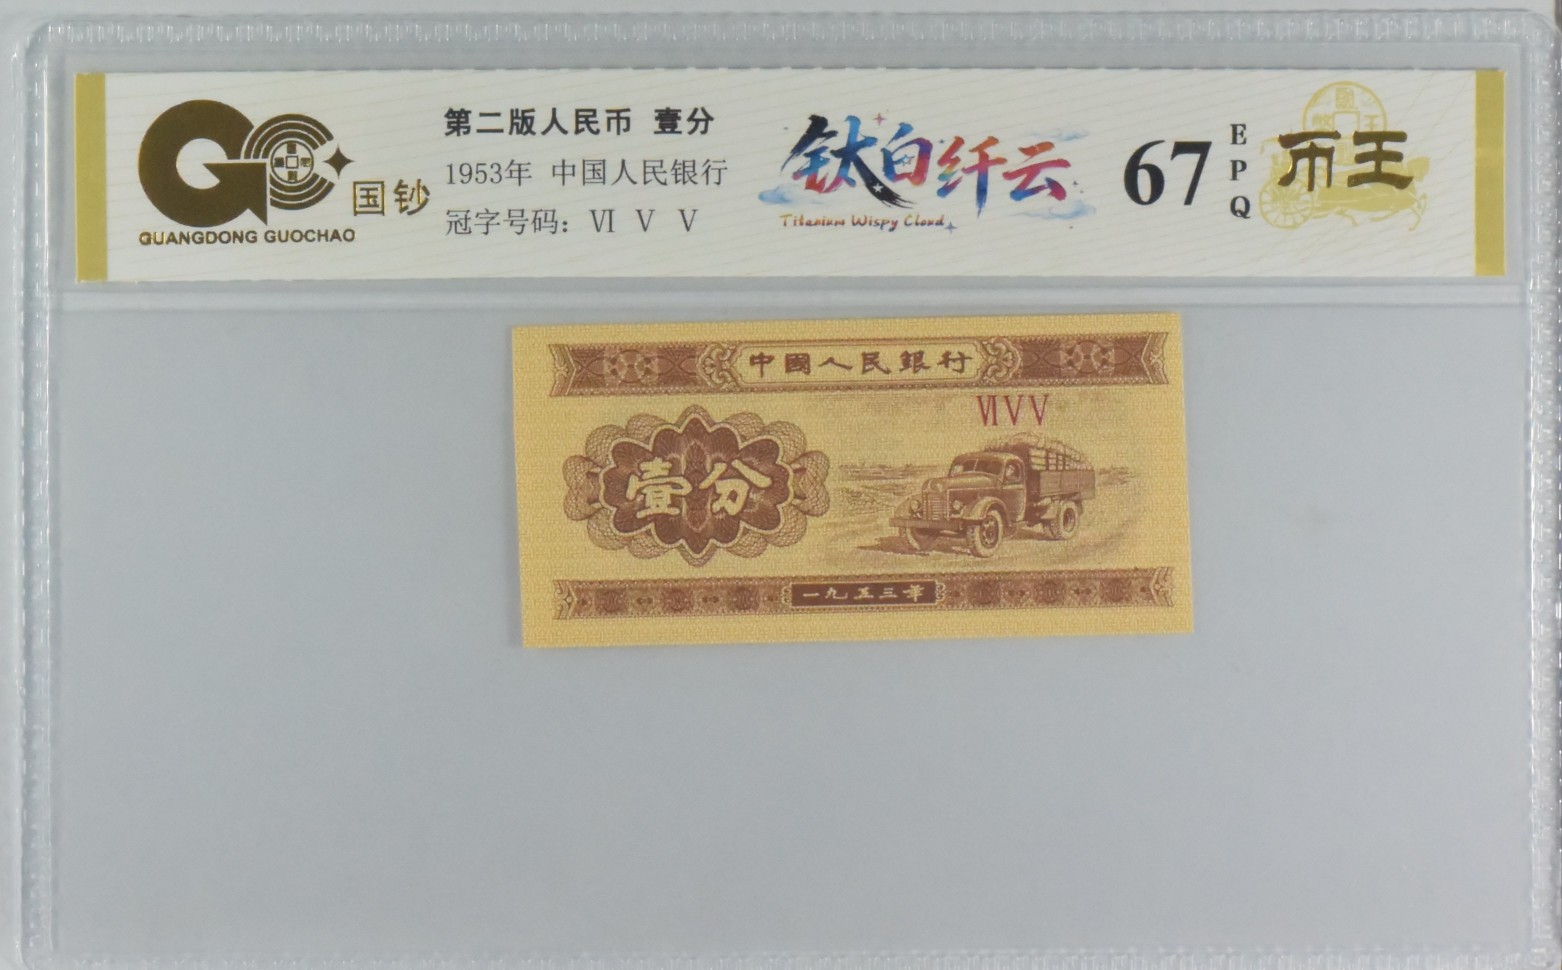 GC
国钞
GUANGDONG GUOCHAO
第二版人民币 壹分
1953年 中国人民银行
冠字号码：Ⅵ Ⅴ Ⅴ
钛白纤云
Titanium Wispy Cloud
67
EPQ
币王
中國人民銀行
ⅥⅤⅤ
壹分
一九五三年